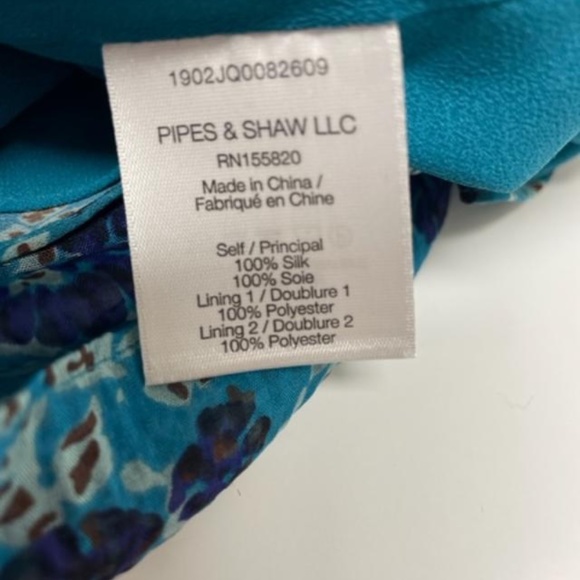 1902JQ0082609
PIPES & SHAW LLC
RN155820
Made in China /
Fabriqué en Chine
Self / Principal
100% Silk
100% Soie
Lining 1 / Doublure 1
100% Polyester
Lining 2 / Doublure 2
100% Polyester